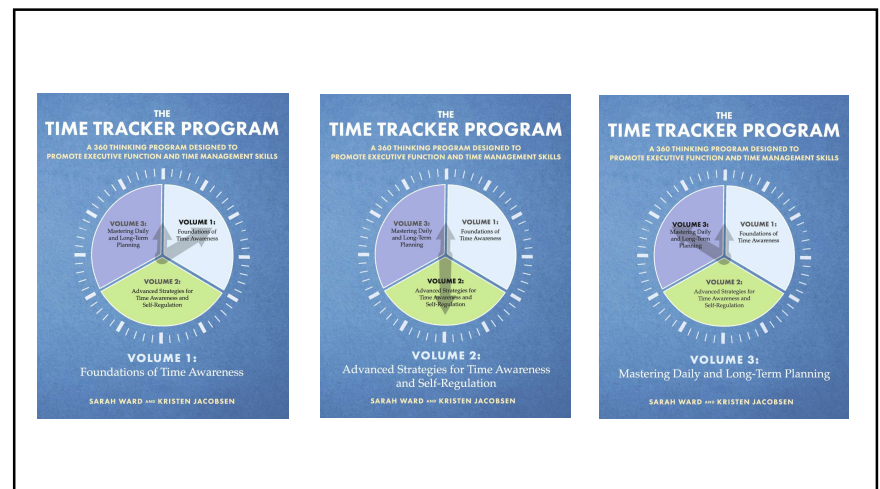 THE
TIME TRACKER PROGRAM
A 360 THINKING PROGRAM DESIGNED TO
PROMOTE EXECUTIVE FUNCTION AND TIME MANAGEMENT SKILLS
VOLUME 3:
Mastering Daily
and Long-Term
Planning
VOLUME 1:
Foundations of
Time Awareness
VOLUME 2:
Advanced Strategies for
Time Awareness and
Self-Regulation
VOLUME 1:
Foundations of Time Awareness
SARAH WARD AND KRISTEN JACOBSEN
THE
TIME TRACKER PROGRAM
A 360 THINKING PROGRAM DESIGNED TO
PROMOTE EXECUTIVE FUNCTION AND TIME MANAGEMENT SKILLS
VOLUME 3:
Mastering Daily
and Long-Term
Planning
VOLUME 1:
Foundations of
Time Awareness
VOLUME 2:
Advanced Strategies for
Time Awareness and
Self-Regulation
VOLUME 2:
Advanced Strategies for Time Awareness
and Self-Regulation
SARAH WARD AND KRISTEN JACOBSEN
THE
TIME TRACKER PROGRAM
A 360 THINKING PROGRAM DESIGNED TO
PROMOTE EXECUTIVE FUNCTION AND TIME MANAGEMENT SKILLS
VOLUME 3:
Mastering Daily
and Long-Term
Planning
VOLUME 1:
Foundations of
Time Awareness
VOLUME 2:
Advanced Strategies for
Time Awareness and
Self-Regulation
VOLUME 3:
Mastering Daily and Long-Term Planning
SARAH WARD AND KRISTEN JACOBSEN